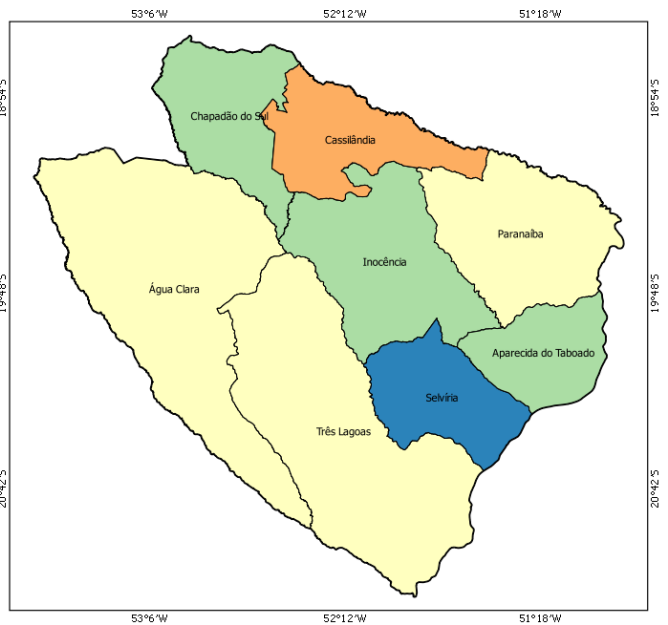 53°6'W 52°12'W 51°18'W
18°54'S 18°54'S
Chapadão do Sul
Cassilândia
Paranaíba
Inocência
Água Clara
19°48'S 19°48'S
Aparecida do Taboado
Selvíria
Três Lagoas
20°42'S 20°42'S
53°6'W 52°12'W 51°18'W